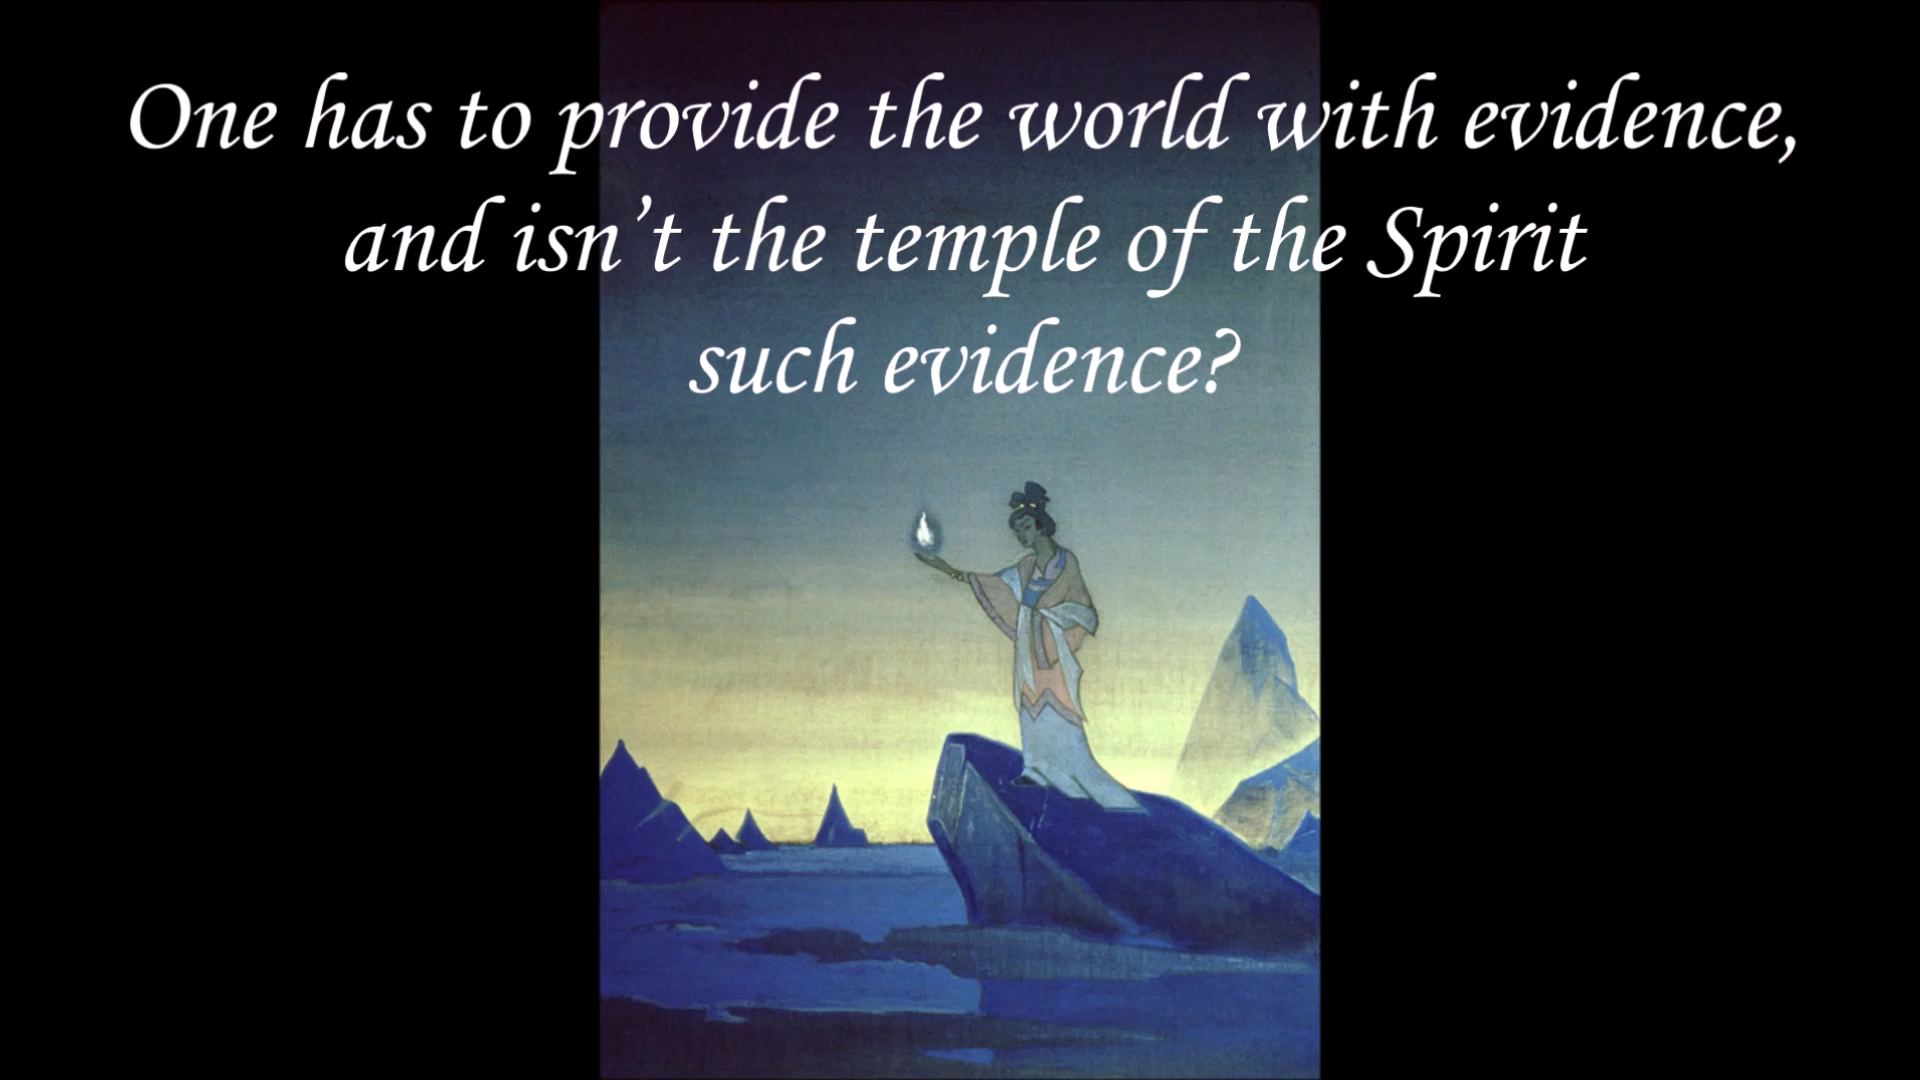 One has to provide the world with evidence,
and isn't the temple of the Spirit
such evidence?